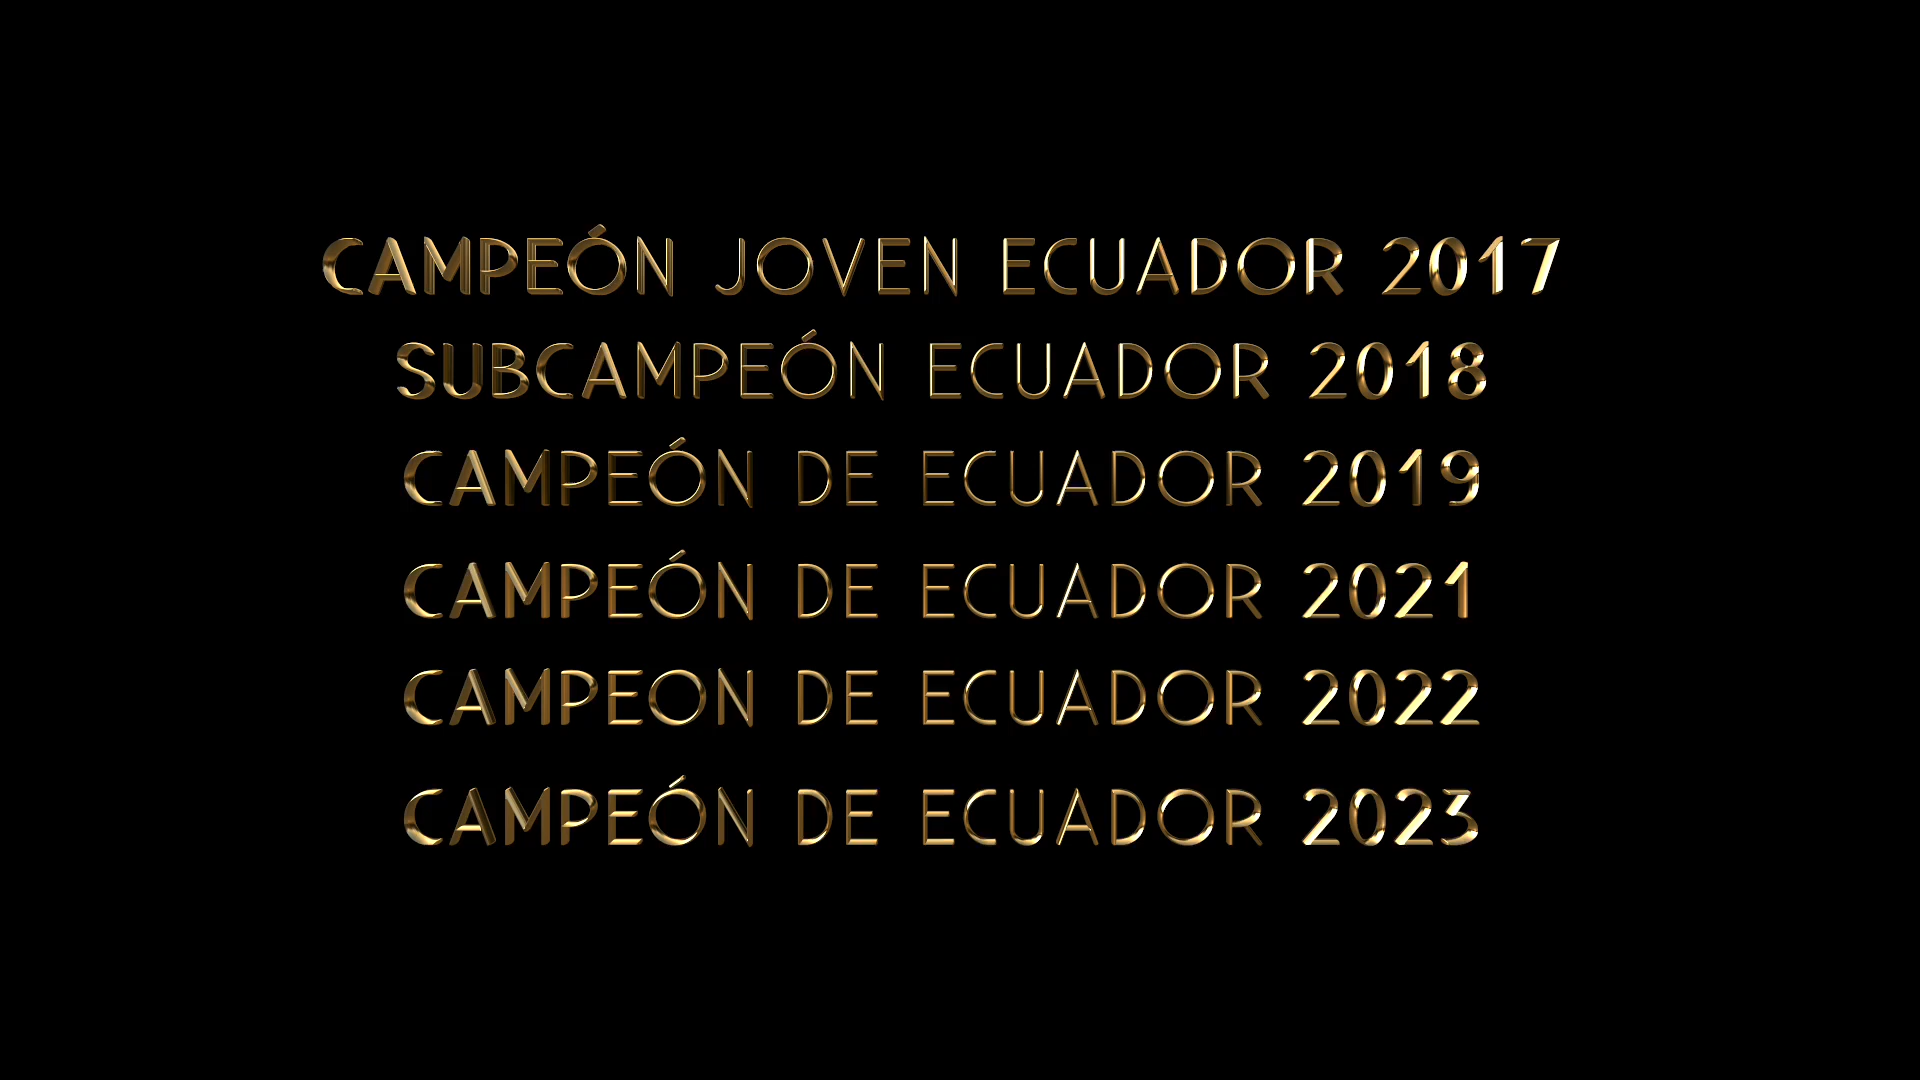 CAMPEÓN JOVEN ECUADOR 2017
SUBCAMPEÓN ECUADOR 2018
CAMPEÓN DE ECUADOR 2019
CAMPEÓN DE ECUADOR 2021
CAMPEON DE ECUADOR 2022
CAMPEÓN DE ECUADOR 2023